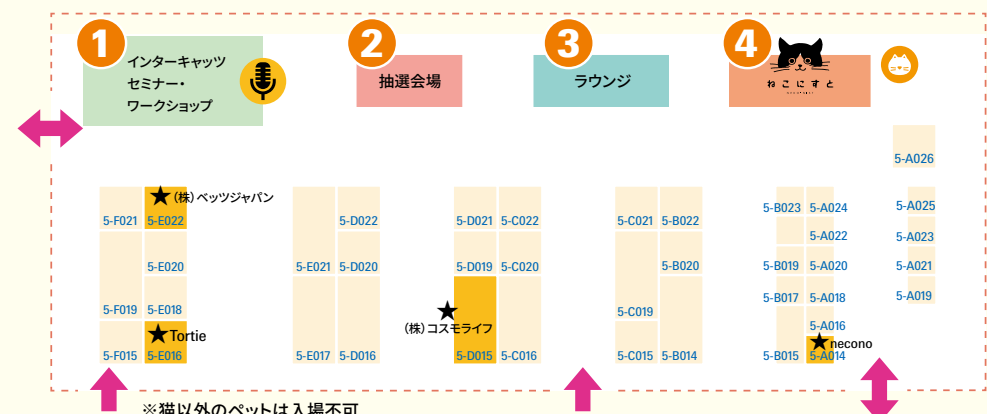 1
インターキャッツ
セミナー・
ワークショップ
2
抽選会場
3
ラウンジ
4
ねこにすと
5-A026
★(株)ベッツジャパン
5-F021 5-E022
5-D022
5-D021 5-C022
5-C021 5-B022
5-B023 5-A024
5-A025
5-A022
5-A023
5-E020
5-E021 5-D020
5-D019 5-C020
5-B020
5-B019 5-A020
5-A021
5-B017 5-A018
5-A019
5-F019 5-E018
★
(株)コスモライフ
5-C019
5-A016
★Tortie
★necono
5-F015 5-E016
5-E017 5-D016
5-D015 5-C016
5-C015 5-B014
5-B015 5-A014
※猫以外のペットは入場不可